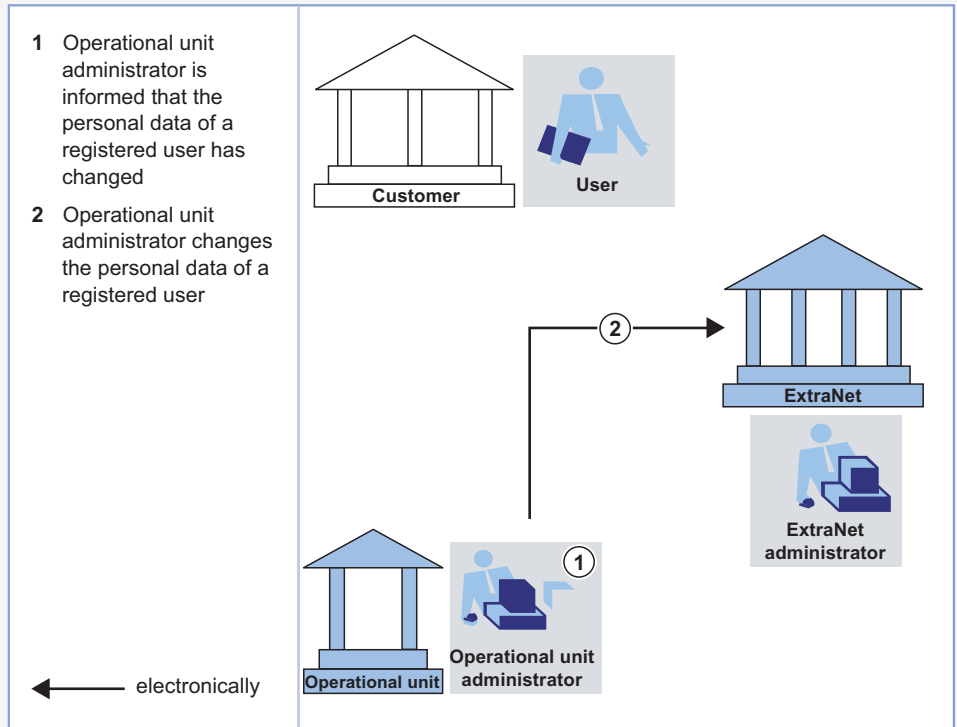 1 Operational unit
administrator is
informed that the
personal data of a
registered user has
changed
2 Operational unit
administrator changes
the personal data of a
registered user
electronically
Customer
User
2
ExtraNet
ExtraNet
administrator
1
Operational unit
Operational unit
administrator